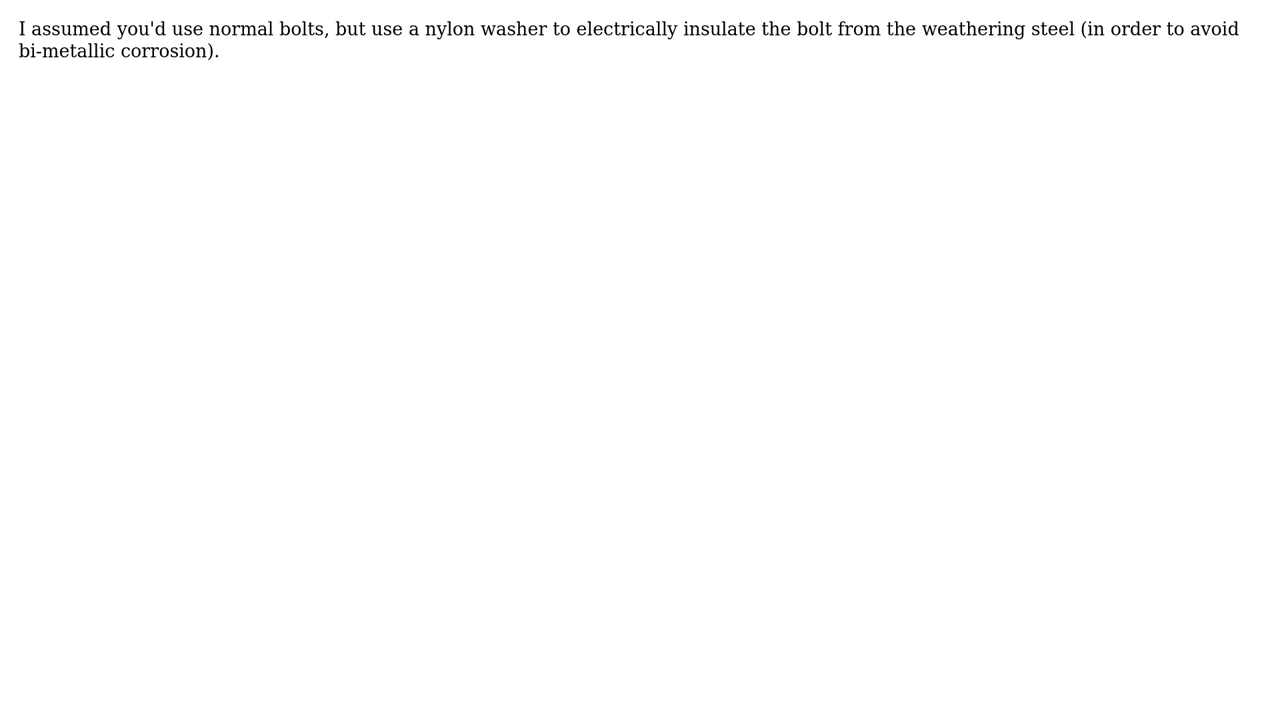 I assumed you'd use normal bolts, but use a nylon washer to electrically insulate the bolt from the weathering steel (in order to avoid
bi-metallic corrosion).